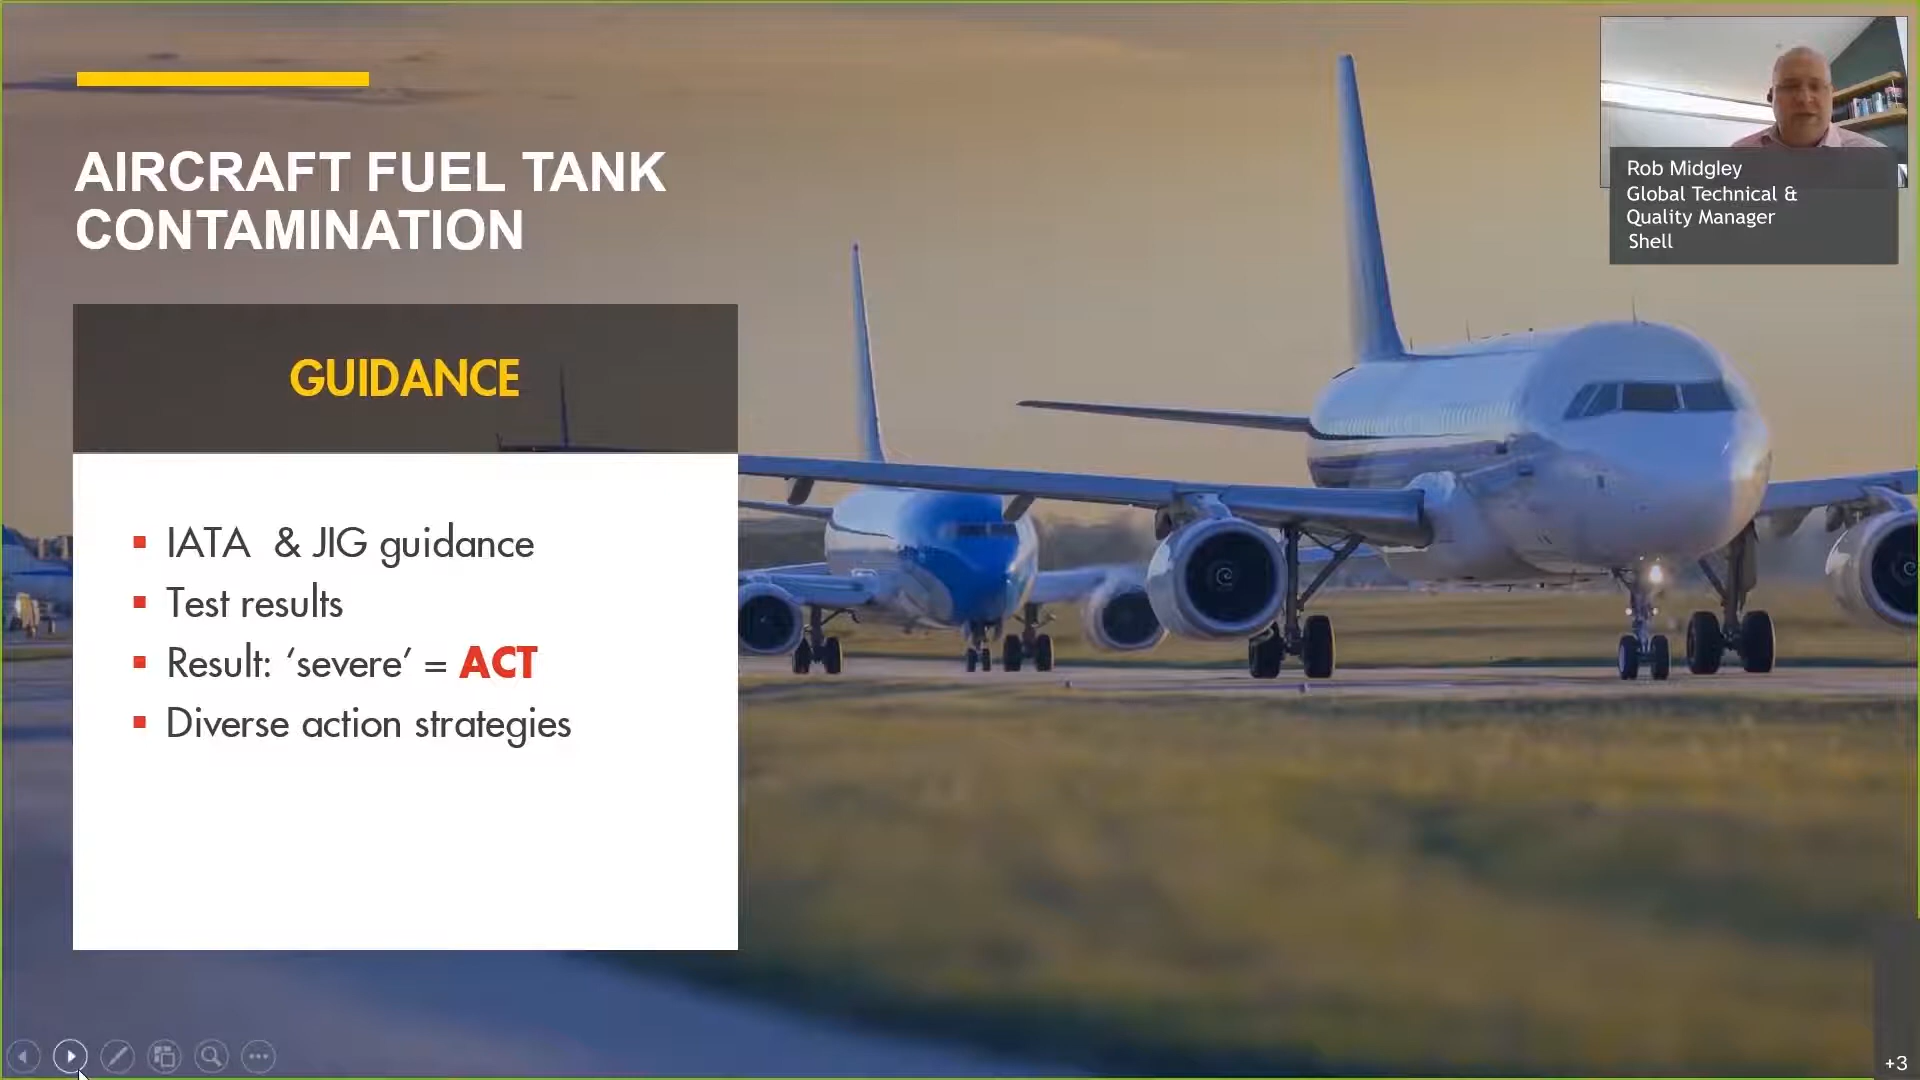 AIRCRAFT FUEL TANK
CONTAMINATION
GUIDANCE
IATA & JIG guidance
Test results
Result: ‘severe’ = ACT
Diverse action strategies
Rob Midgley
Global Technical &
Quality Manager
Shell
+3